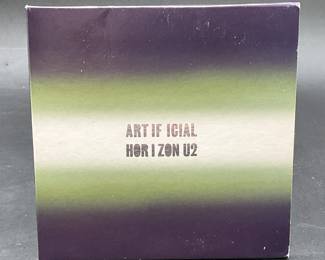 ART IF ICIAL
HOR I ZON U2